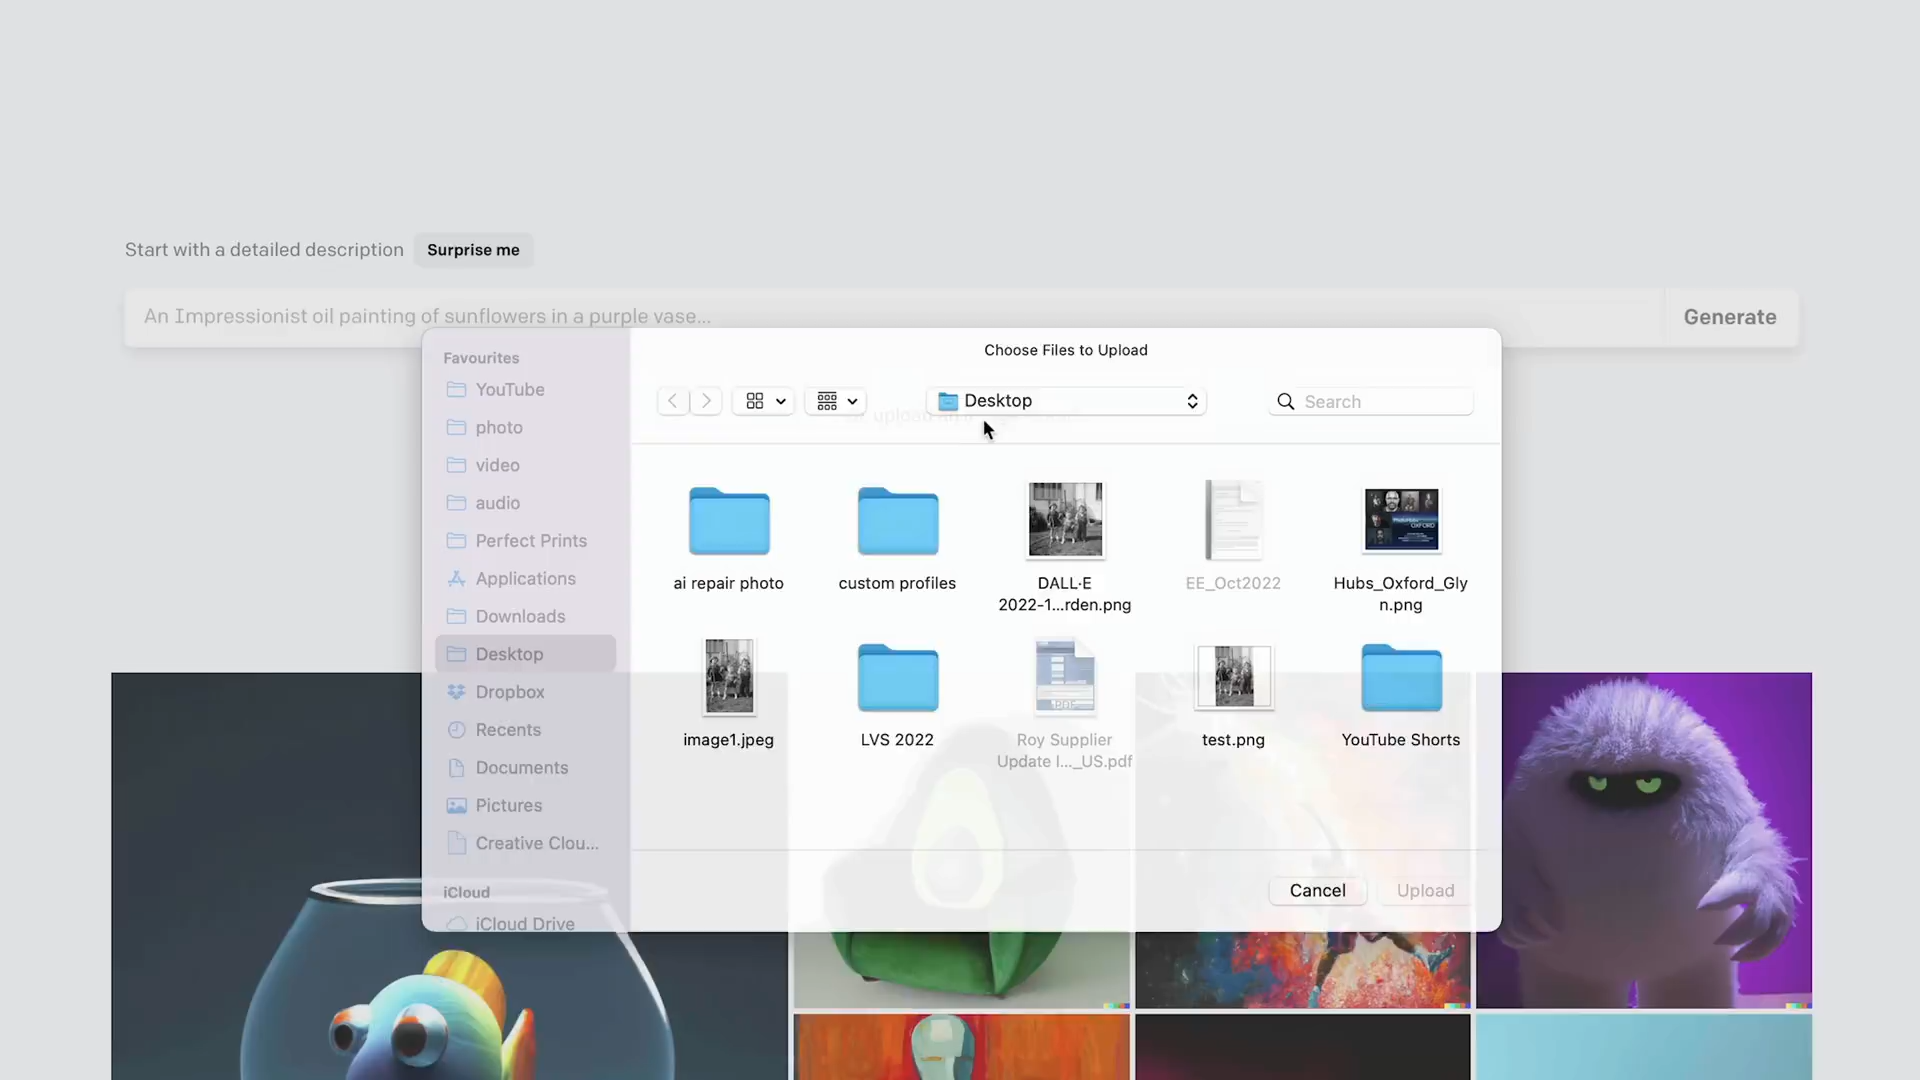 Start with a detailed description Surprise me
An Impressionist oil painting of sunflowers in a purple vase...
Generate
Choose Files to Upload
Favourites
YouTube
photo
video
audio
Perfect Prints
Applications
Downloads
Desktop
Dropbox
Recents
Documents
Pictures
Creative Clou...
iCloud
iCloud Drive
Desktop
Search
ai repair photo
custom profiles
DALL·E
2022-1...rden.png
EE_Oct2022
Hubs_Oxford_Gly
n.png
image1.jpeg
LVS 2022
PDF
Roy Supplier
Update I..._US.pdf
test.png
YouTube Shorts
Cancel
Upload